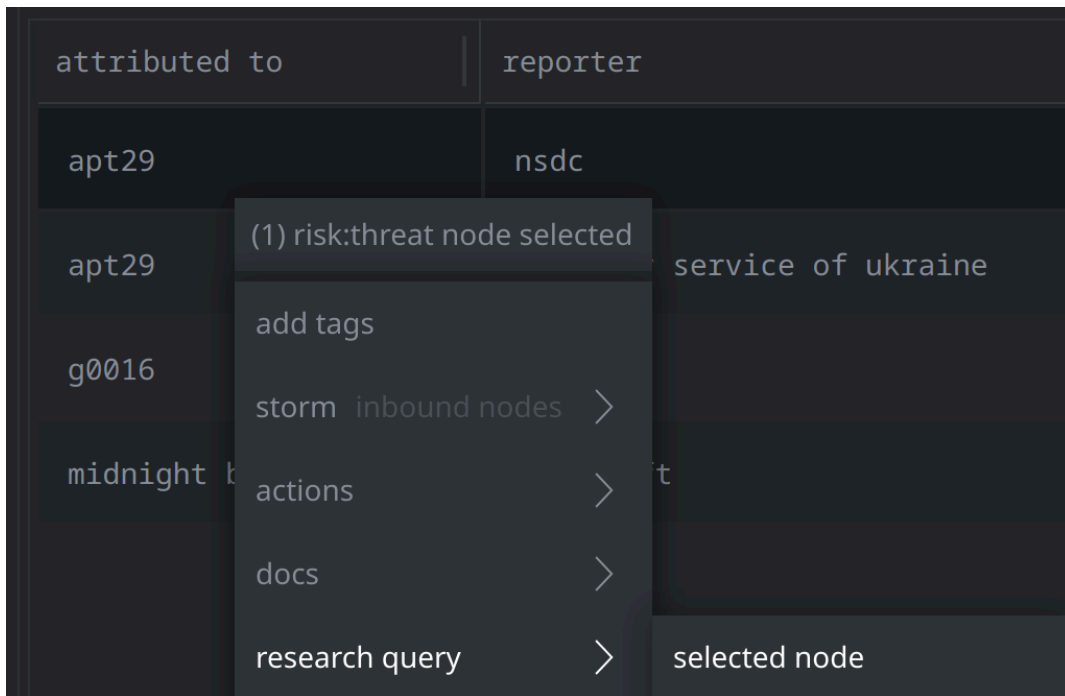 attributed to reporter
apt29 nsdc
(1) risk:threat node selected
apt29 service of ukraine
add tags
g0016
storm inbound nodes
midnight
actions
docs
research query selected node